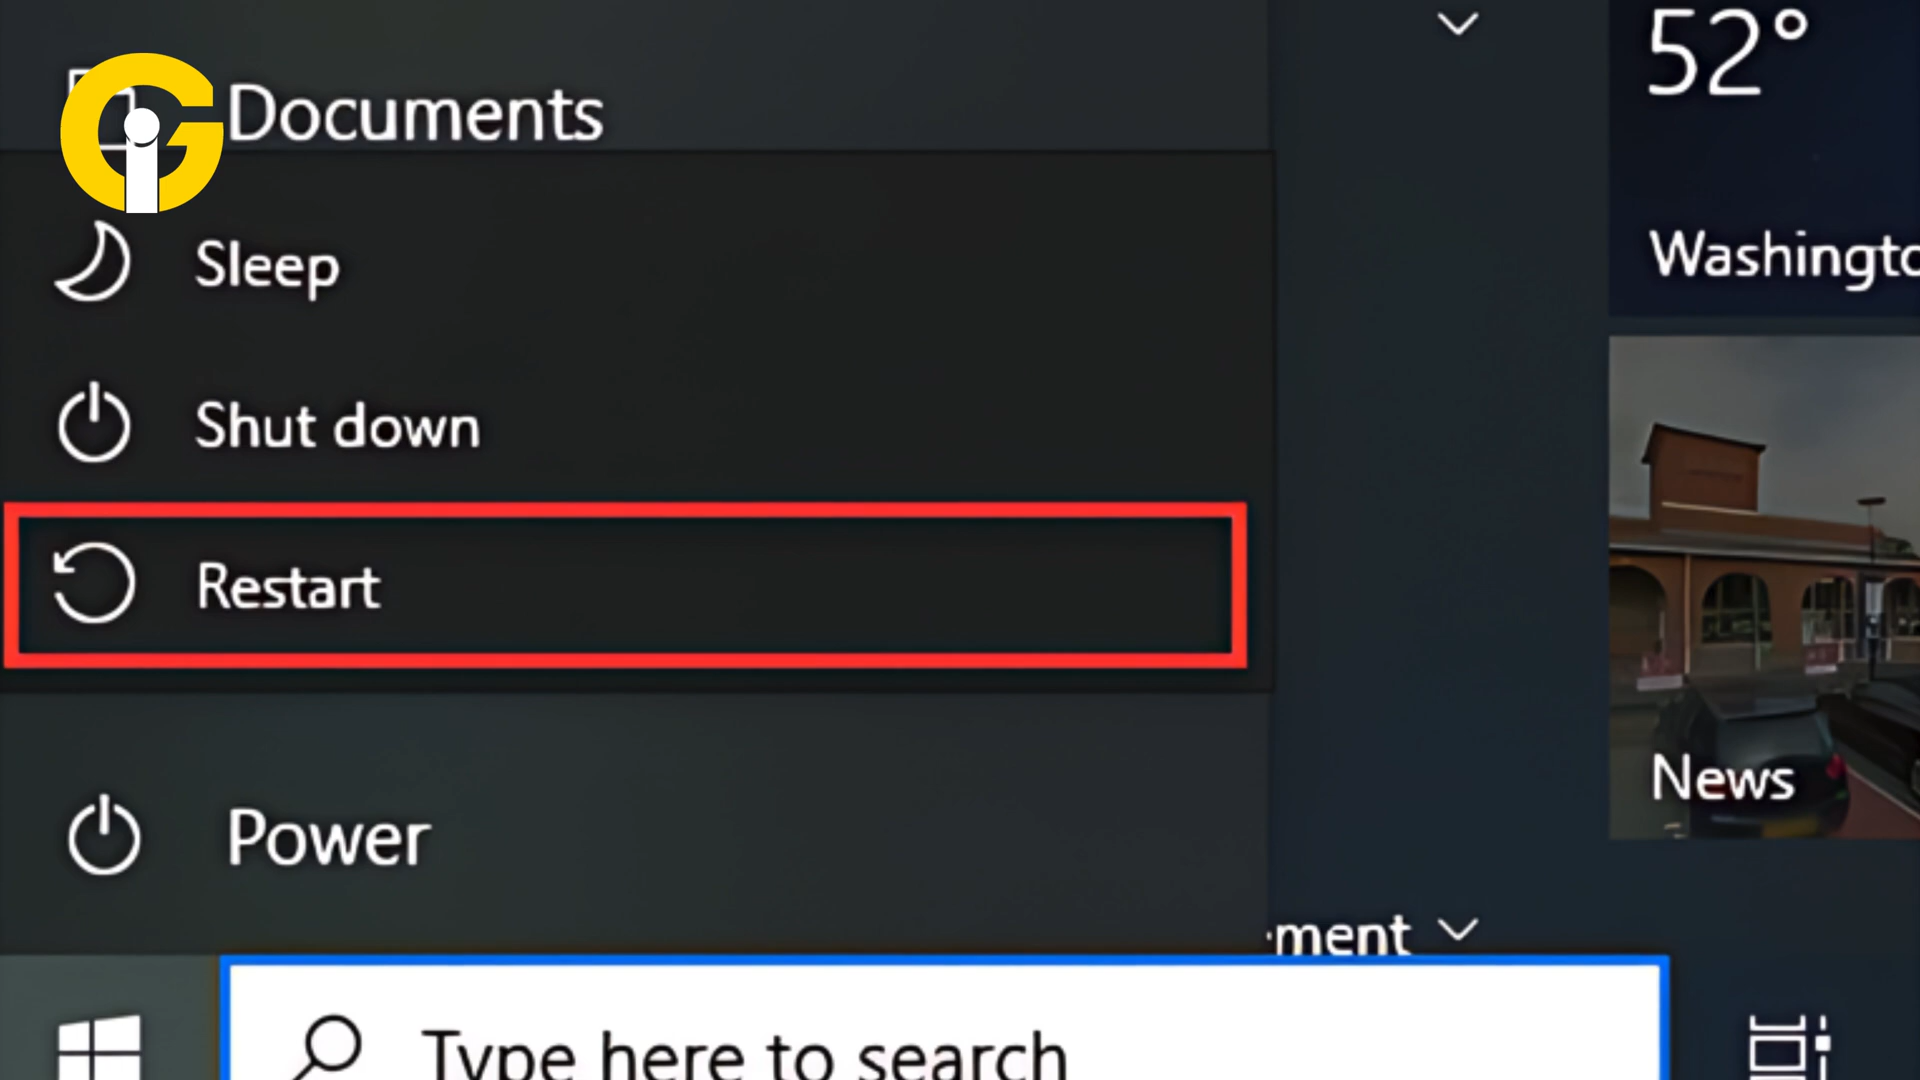 52°
Documents
Washingto
Sleep
Shut down
Restart
News
Power
ment
Type here to search